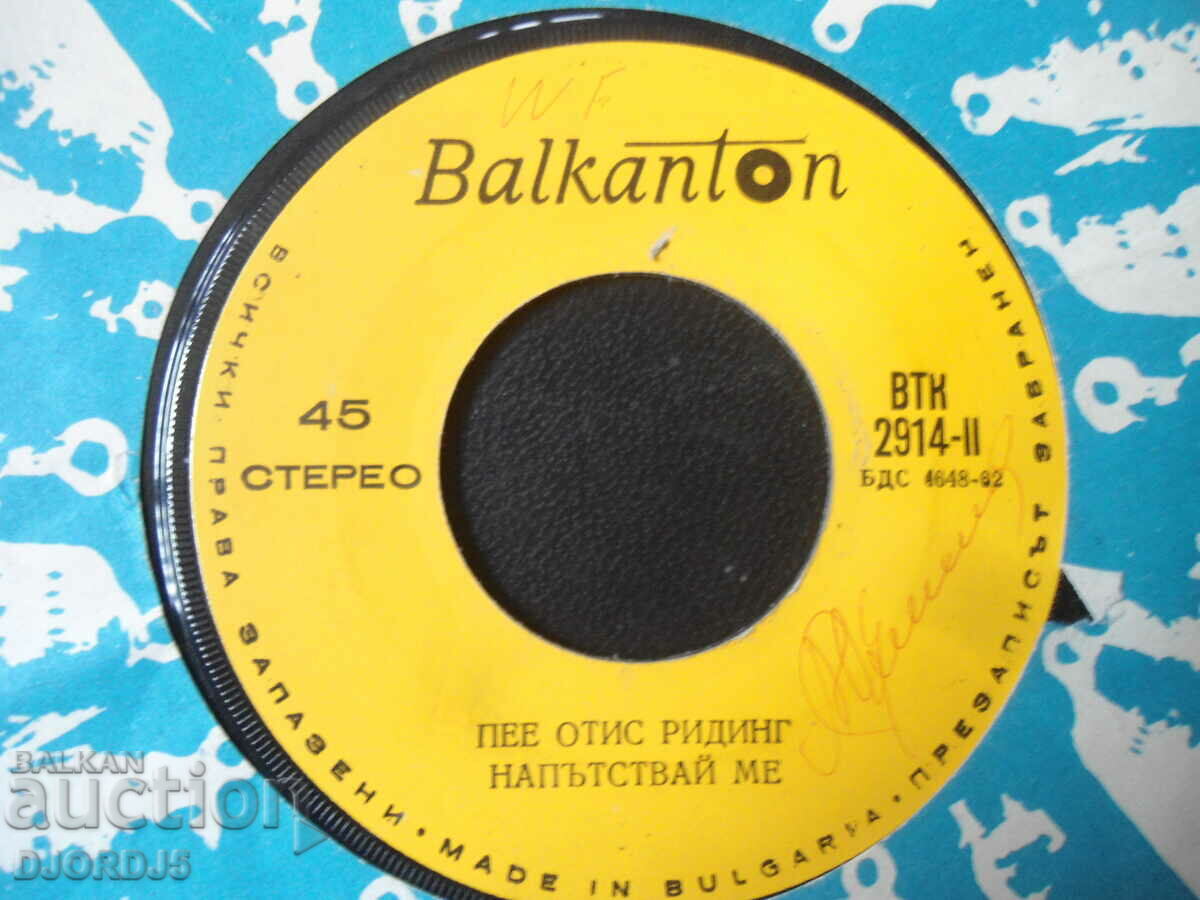 WF
Balkanton
45
СТЕРЕО
ВТК
2914-II
БДС 4648-62
ПЕЕ ОТИС РИДИНГ
НАПЪТСТВАЙ МЕ
ВСИЧКИ ПРАВА ЗАПАЗЕНИ • MADE IN BULGARIA • ПРЕЗАПИСЪТ ЗАБРАНЕН
BALKAN
auction
DJORDJ5